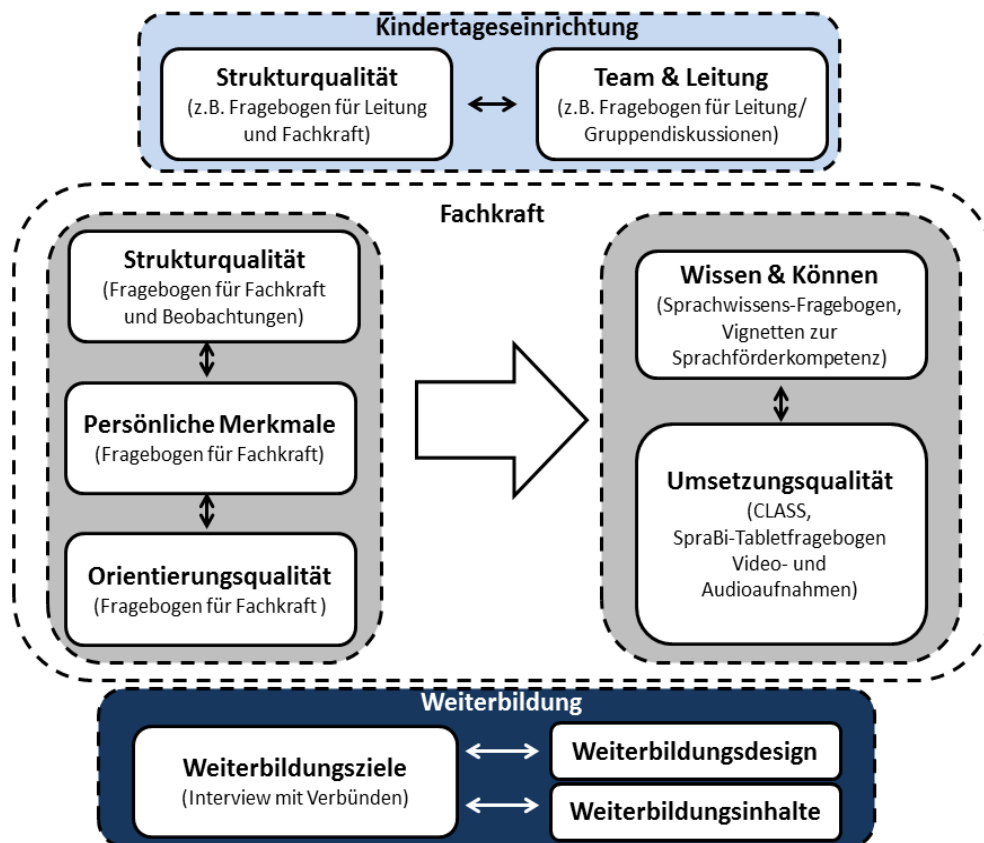 Kindertageseinrichtung
Strukturqualität
(z.B. Fragebogen für Leitung
und Fachkraft)
Team & Leitung
(z.B. Fragebogen für Leitung/
Gruppendiskussionen)
Fachkraft
Strukturqualität
(Fragebogen für Fachkraft
und Beobachtungen)
Persönliche Merkmale
(Fragebogen für Fachkraft)
Orientierungsqualität
(Fragebogen für Fachkraft )
Wissen & Können
(Sprachwissens-Fragebogen,
Vignetten zur
Sprachförderkompetenz)
Umsetzungsqualität
(CLASS,
SpraBi-Tabletfragebogen
Video- und
Audioaufnahmen)
Weiterbildung
Weiterbildungsziele
(Interview mit Verbünden)
Weiterbildungsdesign
Weiterbildungsinhalte